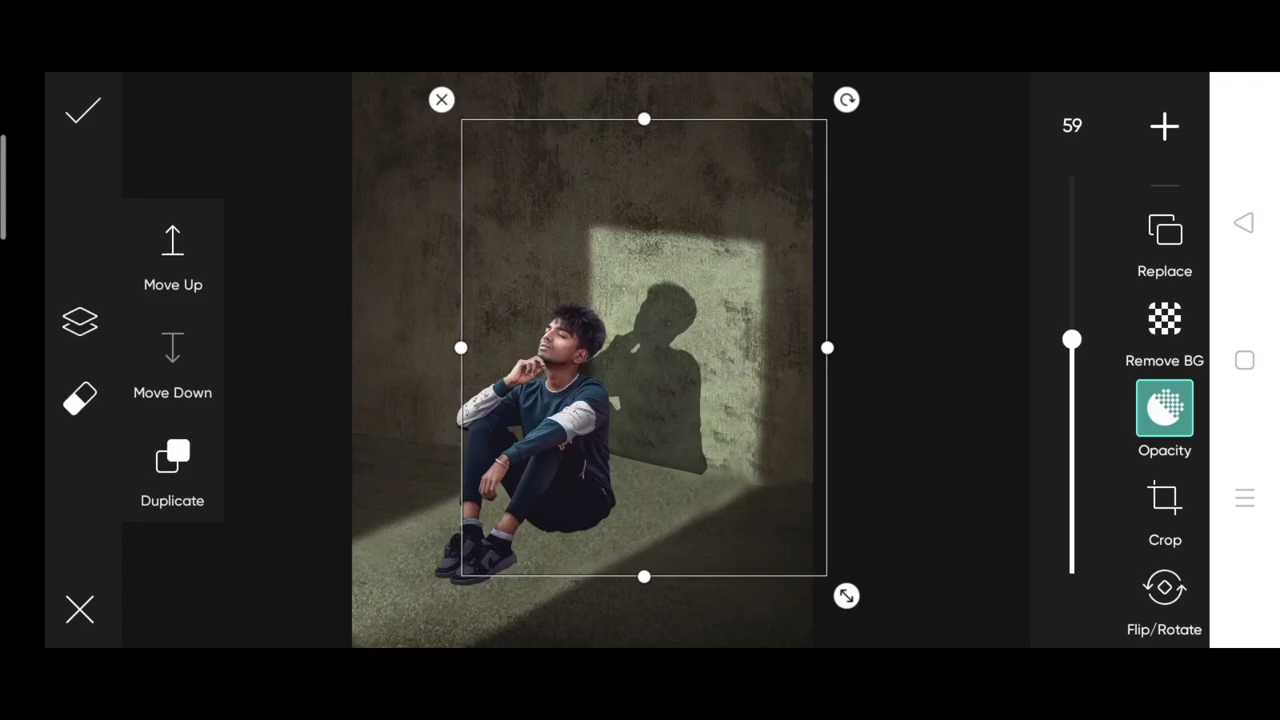 Move Up
Move Down
Duplicate
59
Replace
Remove BG
Opacity
Crop
Flip/Rotate